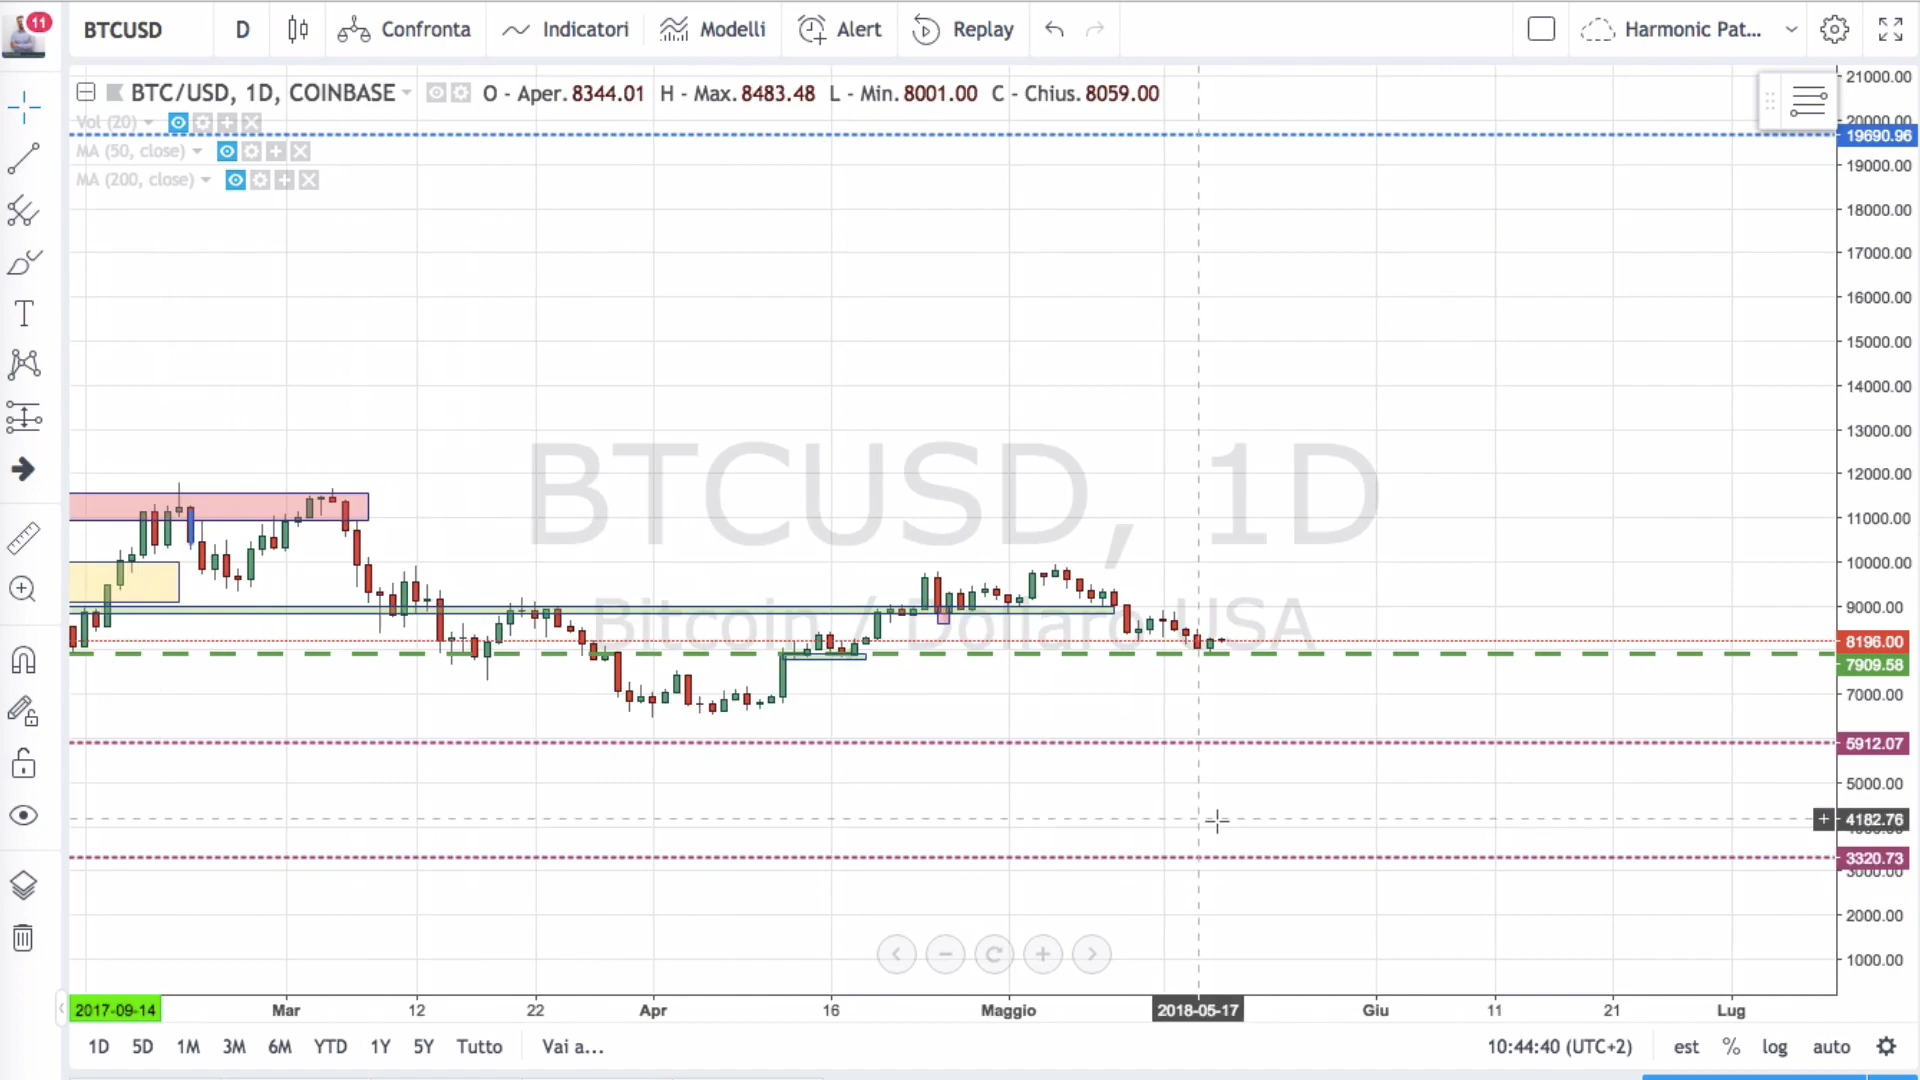 11
BTCUSD D Confronta Indicatori Modelli Alert Replay Harmonic Pat...
BTC/USD, 1D, COINBASE O - Aper. 8344.01 H - Max. 8483.48 L - Min. 8001.00 C - Chius. 8059.00
Vol (20)
MA (50, close)
MA (200, close)
BTCUSD, 1D
Bitcoin / Dollaro USA
21000.00
20000.00
19690.96
19000.00
18000.00
17000.00
16000.00
15000.00
14000.00
13000.00
12000.00
11000.00
10000.00
9000.00
8196.00
7909.58
7000.00
5912.07
5000.00
4182.76
3320.73
3000.00
2000.00
1000.00
2017-09-14 Mar 12 22 Apr 16 Maggio 2018-05-17 Giu 11 21 Lug
1D 5D 1M 3M 6M YTD 1Y 5Y Tutto Vai a... 10:44:40 (UTC+2) est % log auto